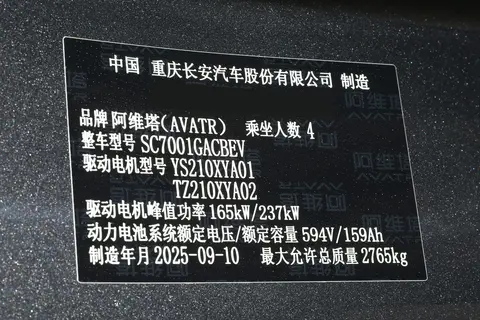 中国 重庆长安汽车股份有限公司 制造
品牌 阿维塔(AVATR) 乘坐人数 4
整车型号 SC7001GACBEV
驱动电机型号 YS210XYA01
TZ210XYA02
驱动电机峰值功率 165kW/237kW
动力电池系统额定电压/额定容量 594V/159Ah
制造年月 2025-09-10 最大允许总质量 2765kg